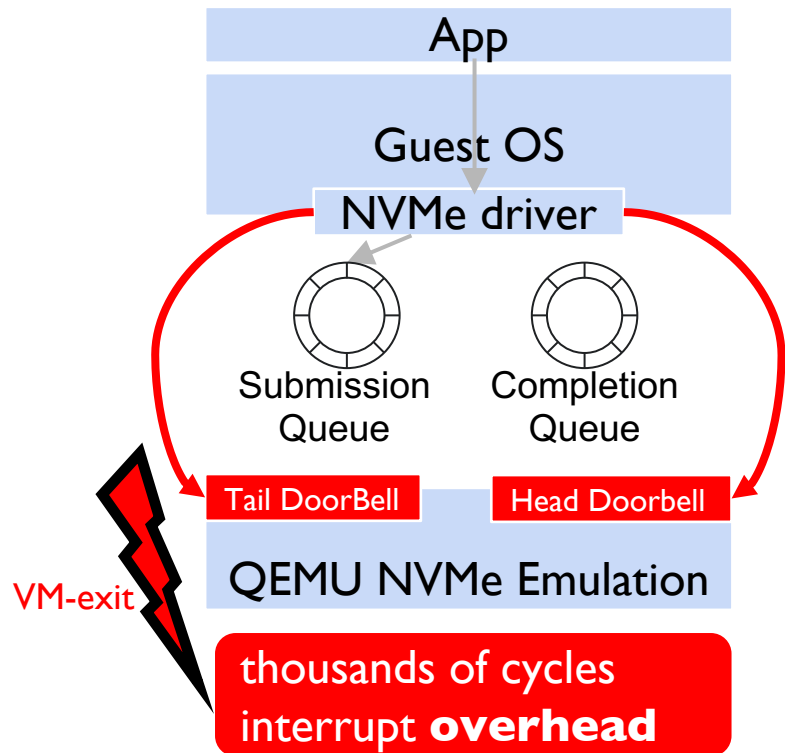 App
Guest OS
NVMe driver
Submission
Queue
Completion
Queue
Tail DoorBell
Head Doorbell
QEMU NVMe Emulation
VM-exit
thousands of cycles
interrupt overhead